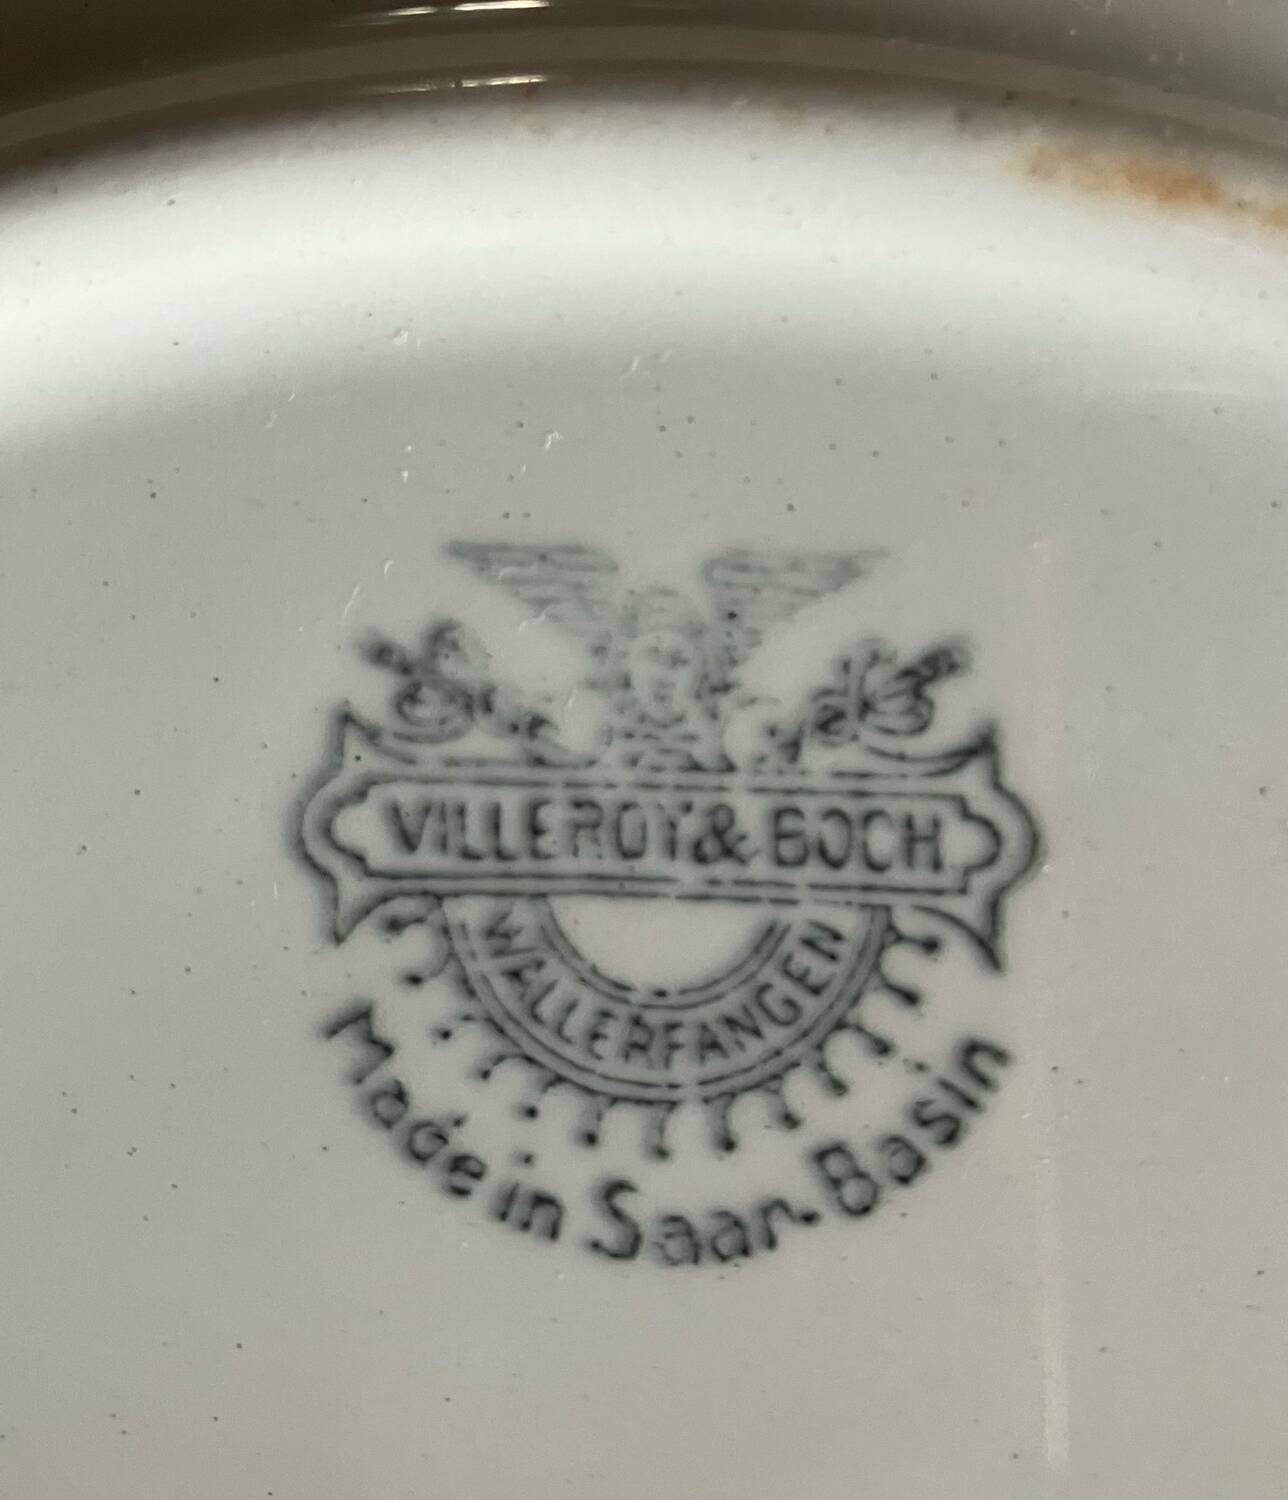 VILLEROY & BOCH
WALLERFANGEN
Made in Saar-Basin